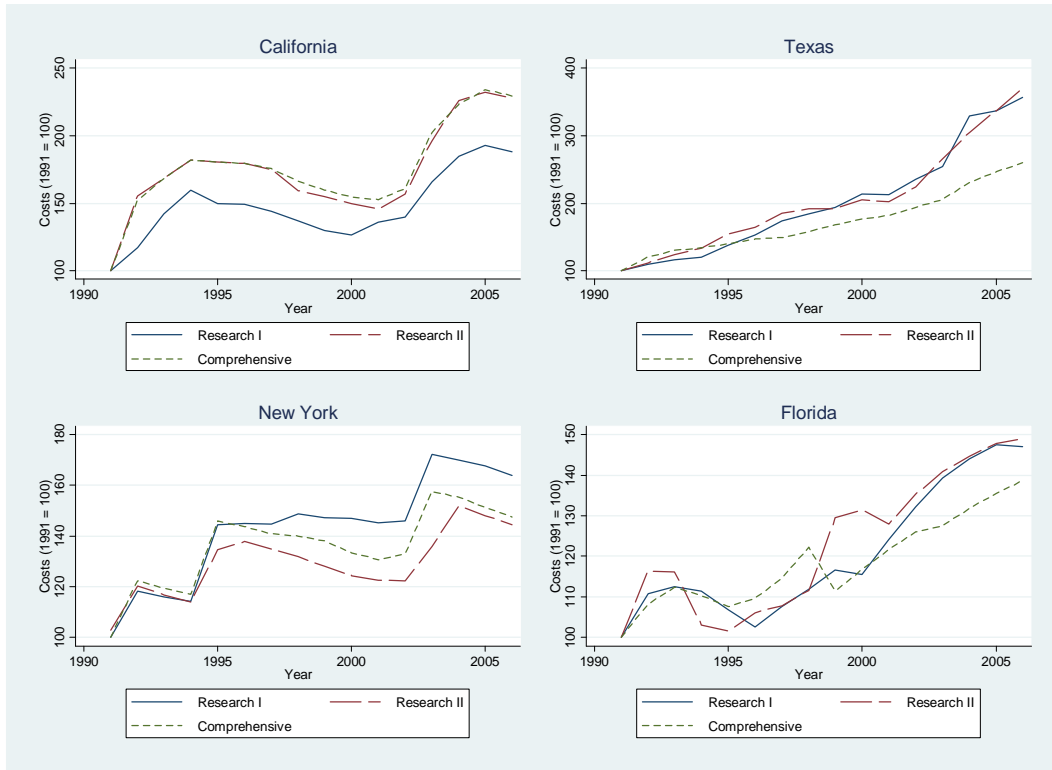 California
Costs (1991 = 100)
250
200
150
100
1990 1995 2000 2005
Year
Research I Research II
Comprehensive
Texas
Costs (1991 = 100)
400
300
200
100
1990 1995 2000 2005
Year
Research I Research II
Comprehensive
New York
Costs (1991 = 100)
180
160
140
120
100
1990 1995 2000 2005
Year
Research I Research II
Comprehensive
Florida
Costs (1991 = 100)
150
140
130
120
110
100
1990 1995 2000 2005
Year
Research I Research II
Comprehensive